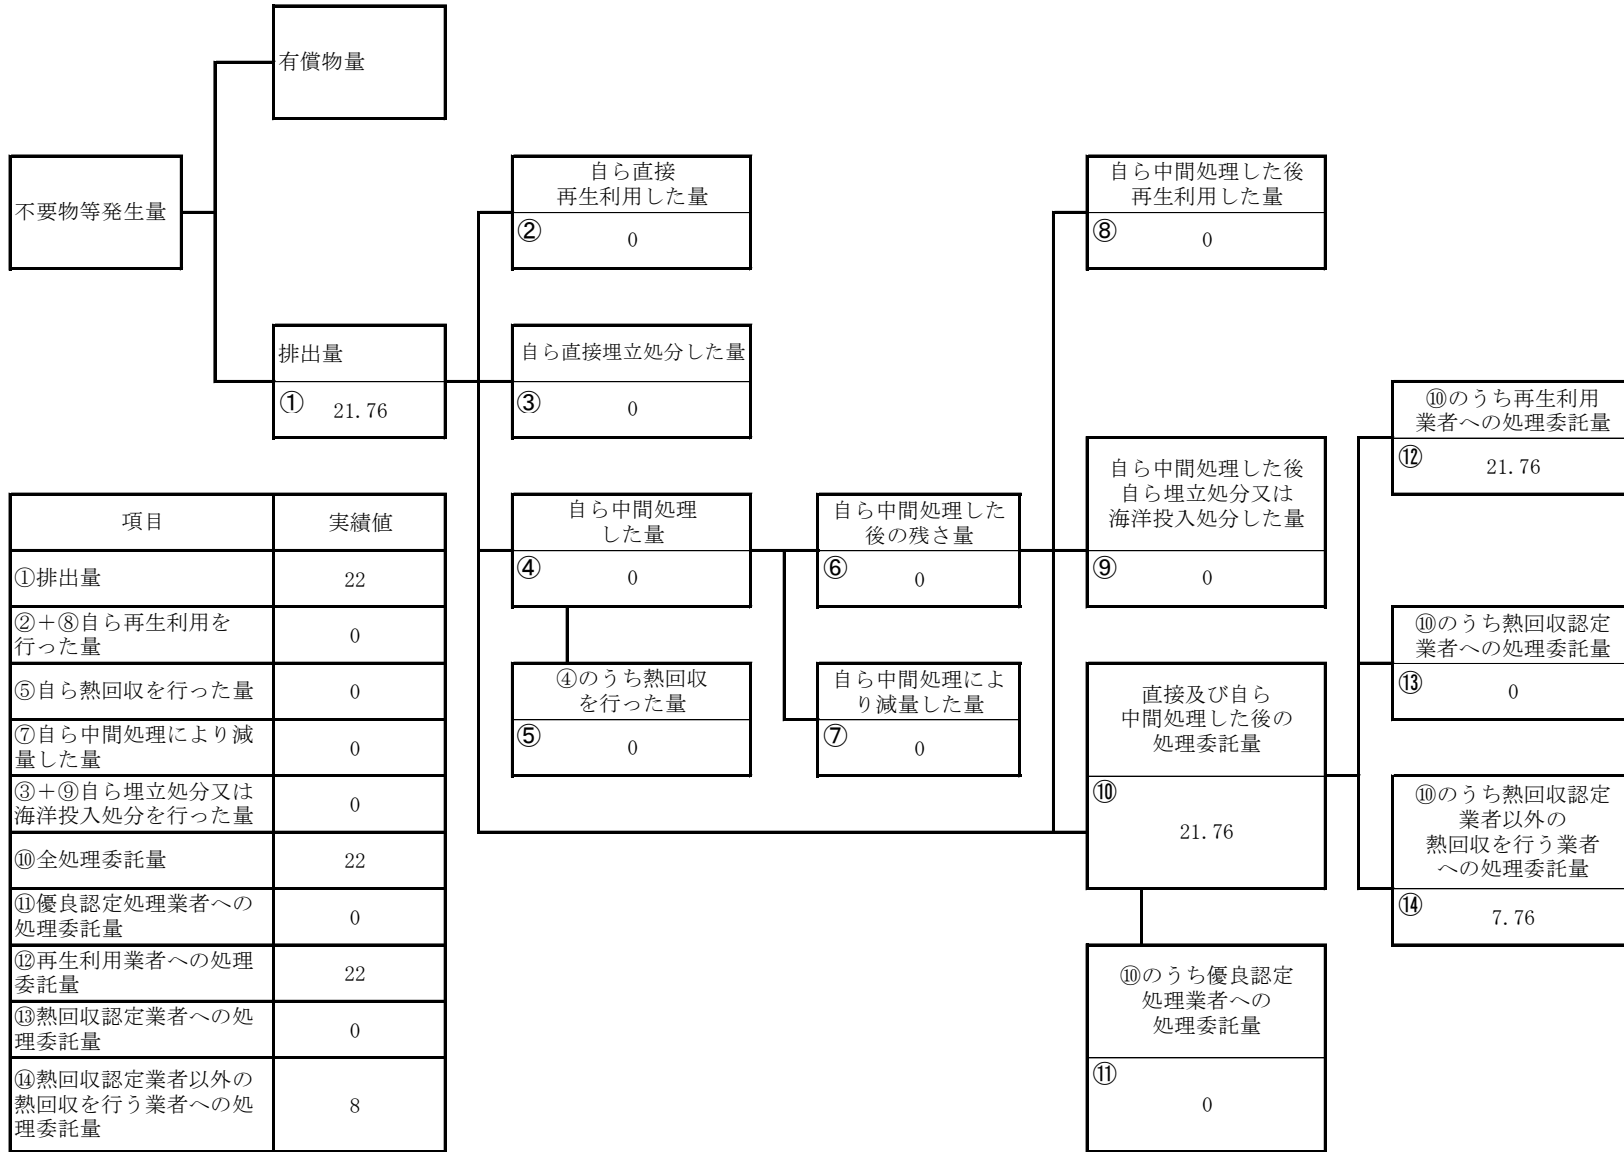 有償物量
不要物等発生量
排出量
① 21.76
自ら直接
再生利用した量
② 0
自ら直接埋立処分した量
③ 0
自ら中間処理
した量
④ 0
④のうち熱回収
を行った量
⑤ 0
自ら中間処理した
後の残さ量
⑥ 0
自ら中間処理によ
り減量した量
⑦ 0
自ら中間処理した後
再生利用した量
⑧ 0
自ら中間処理した後
自ら埋立処分又は
海洋投入処分した量
⑨ 0
直接及び自ら
中間処理した後の
処理委託量
⑩
21.76
⑩のうち優良認定
処理業者への
処理委託量
⑪
0
⑩のうち再生利用
業者への処理委託量
⑫ 21.76
⑩のうち熱回収認定
業者への処理委託量
⑬ 0
⑩のうち熱回収認定
業者以外の
熱回収を行う業者
への処理委託量
⑭ 7.76
項目 実績値
①排出量 22
②＋⑧自ら再生利用を
行った量 0
⑤自ら熱回収を行った量 0
⑦自ら中間処理により減
量した量 0
③＋⑨自ら埋立処分又は
海洋投入処分を行った量 0
⑩全処理委託量 22
⑪優良認定処理業者への
処理委託量 0
⑫再生利用業者への処理
委託量 22
⑬熱回収認定業者への処
理委託量 0
⑭熱回収認定業者以外の
熱回収を行う業者への処
理委託量 8